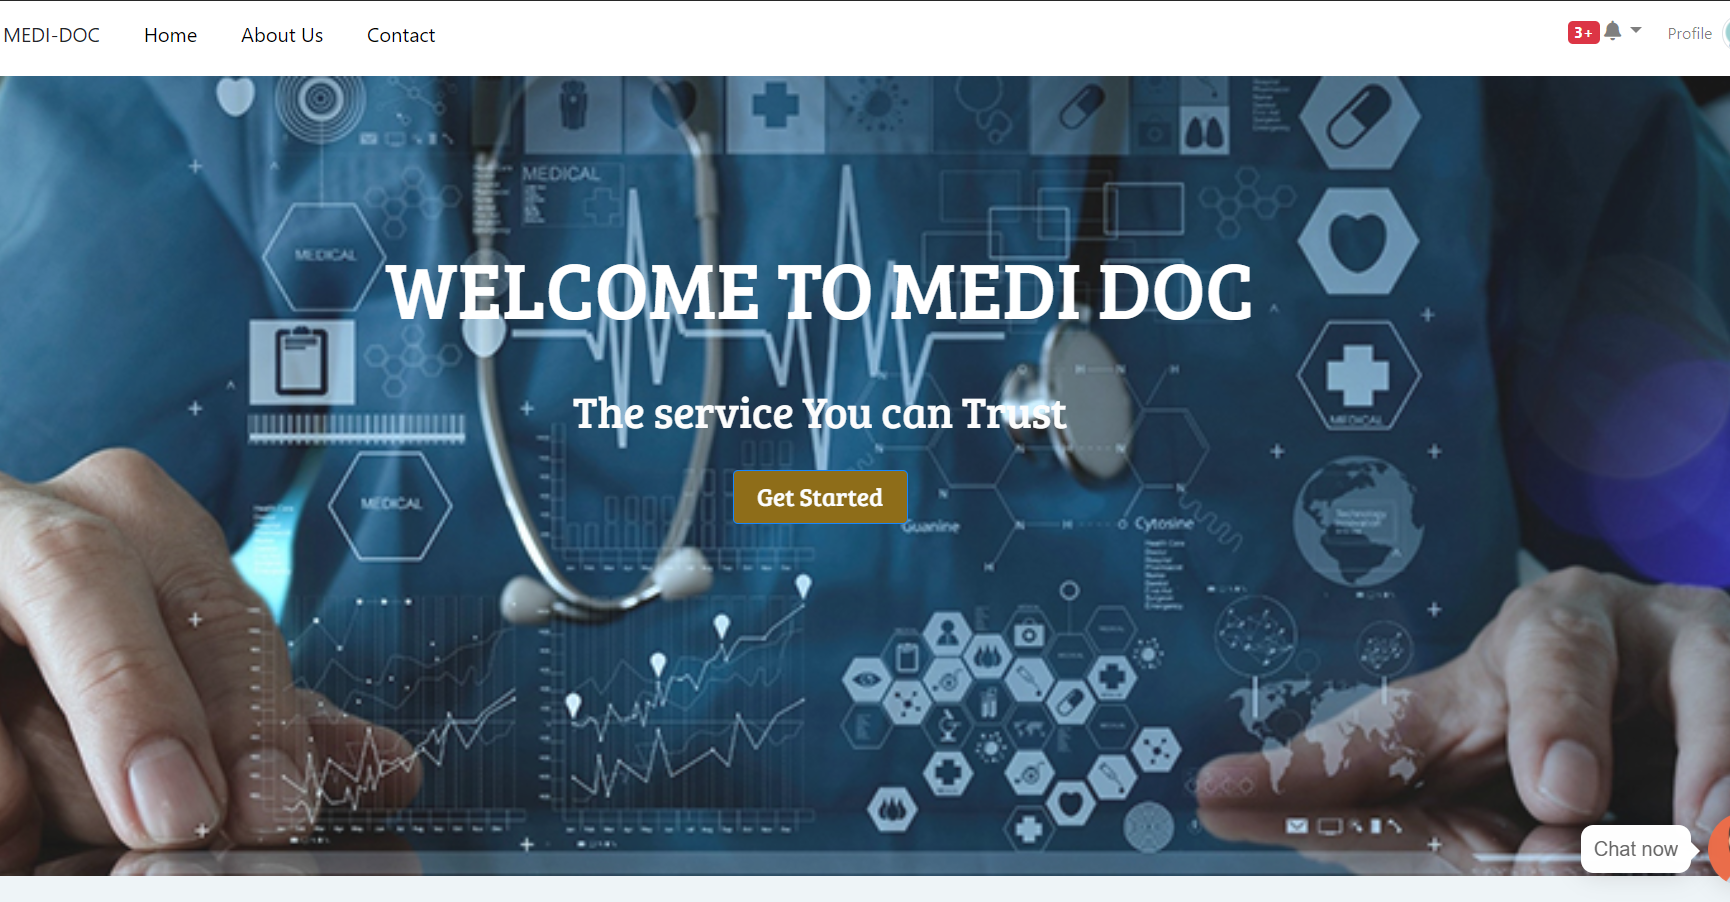 MEDI-DOC
Home
About Us
Contact
3+
Profile
MEDICAL
MEDICAL
WELCOME TO MEDI DOC
MEDICAL
The service You can Trust
MEDICAL
Get Started
Technology
Guanine
Cytosine
Chat now